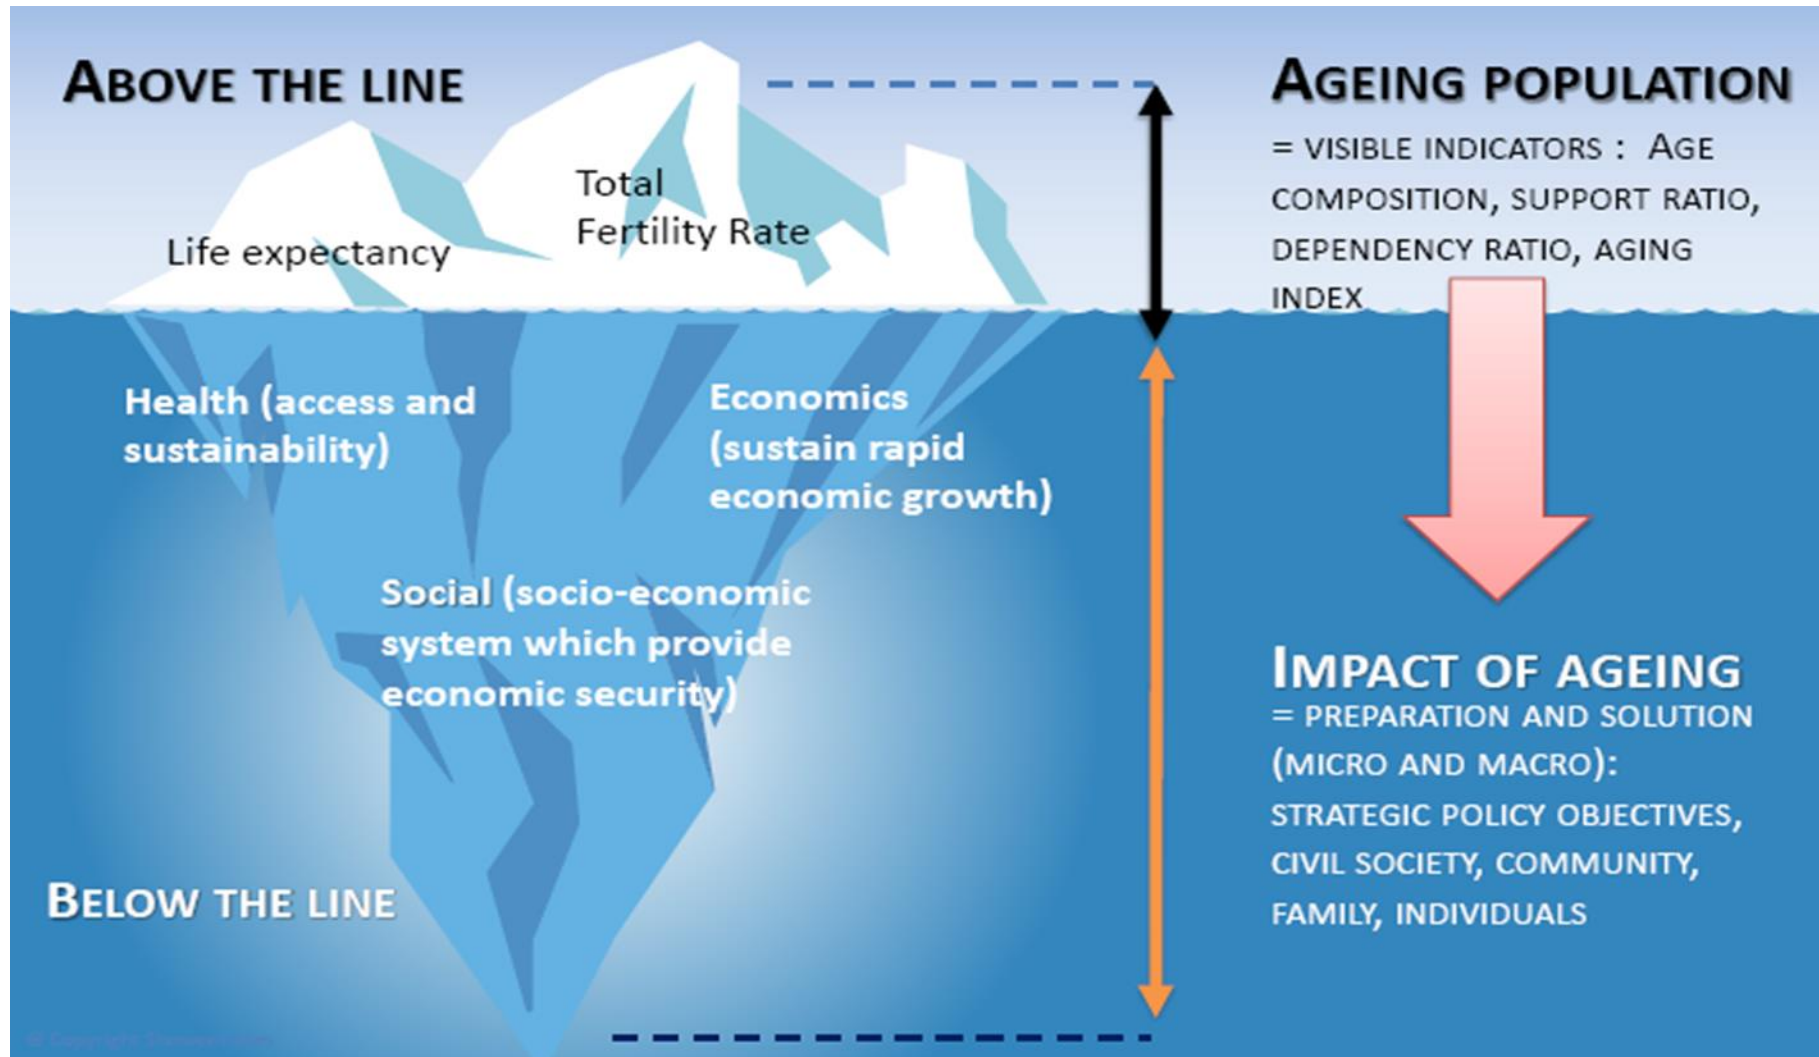 ABOVE THE LINE
Life expectancy
Total
Fertility Rate
AGEING POPULATION
= VISIBLE INDICATORS : AGE
COMPOSITION, SUPPORT RATIO,
DEPENDENCY RATIO, AGING
INDEX
Health (access and
sustainability)
Economics
(sustain rapid
economic growth)
Social (socio-economic
system which provide
economic security)
BELOW THE LINE
IMPACT OF AGEING
= PREPARATION AND SOLUTION
(MICRO AND MACRO):
STRATEGIC POLICY OBJECTIVES,
CIVIL SOCIETY, COMMUNITY,
FAMILY, INDIVIDUALS
© Copyright